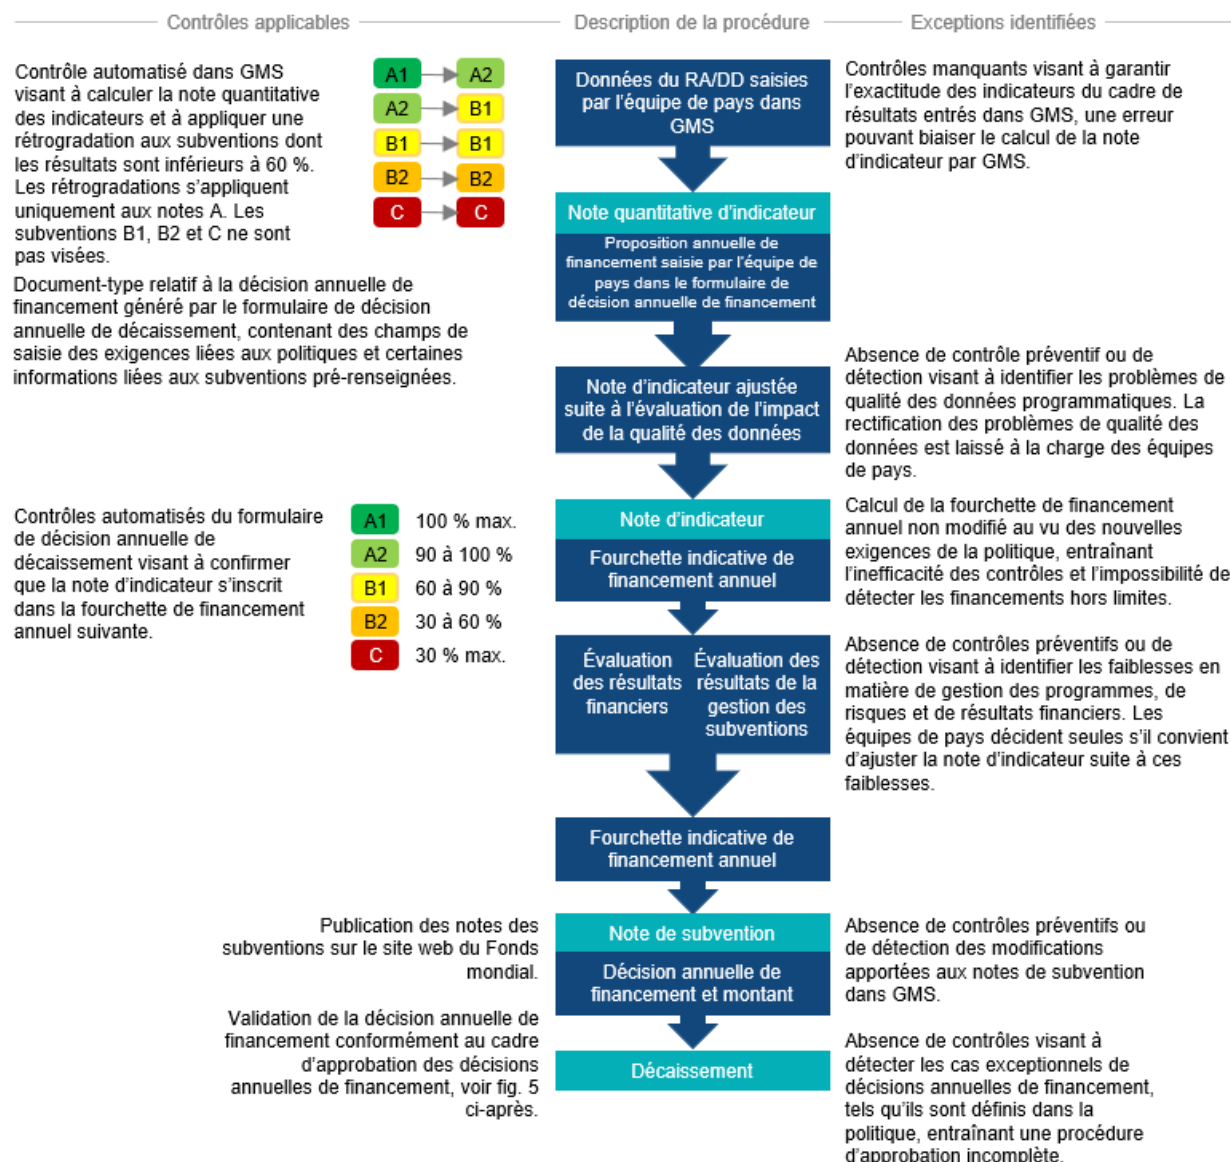 Contrôles applicables
Description de la procédure
Exceptions identifiées
Contrôle automatisé dans GMS
visant à calculer la note quantitative
des indicateurs et à appliquer une
rétrogradation aux subventions dont
les résultats sont inférieurs à 60 %.
Les rétrogradations s'appliquent
uniquement aux notes A. Les
subventions B1, B2 et C ne sont
pas visées.
A1 A2
A2 B1
B1 B1
B2 B2
C C
Données du RA/DD saisies
par l'équipe de pays dans
GMS
Contrôles manquants visant à garantir
l'exactitude des indicateurs du cadre de
résultats entrés dans GMS, une erreur
pouvant biaiser le calcul de la note
d'indicateur par GMS.
Note quantitative d'indicateur
Proposition annuelle de
financement saisie par l'équipe de
pays dans le formulaire de
décision annuelle de financement
Document-type relatif à la décision annuelle de
financement généré par le formulaire de décision
annuelle de décaissement, contenant des champs de
saisie des exigences liées aux politiques et certaines
informations liées aux subventions pré-renseignées.
Note d'indicateur ajustée
suite à l'évaluation de l'impact
de la qualité des données
Absence de contrôle préventif ou de
détection visant à identifier les problèmes de
qualité des données programmatiques. La
rectification des problèmes de qualité des
données est laissé à la charge des équipes
de pays.
Contrôles automatisés du formulaire
de décision annuelle de
décaissement visant à confirmer
que la note d'indicateur s'inscrit
dans la fourchette de financement
annuel suivante.
A1 100 % max.
A2 90 à 100 %
B1 60 à 90 %
B2 30 à 60 %
C 30 % max.
Note d'indicateur
Fourchette indicative de
financement annuel
Calcul de la fourchette de financement
annuel non modifié au vu des nouvelles
exigences de la politique, entraînant
l'inefficacité des contrôles et l'impossibilité de
détecter les financements hors limites.
Évaluation
des résultats
financiers
Évaluation des
résultats de la
gestion des
subventions
Absence de contrôles préventifs ou de
détection visant à identifier les faiblesses en
matière de gestion des programmes, de
risques et de résultats financiers. Les
équipes de pays décident seules s'il convient
d'ajuster la note d'indicateur suite à ces
faiblesses.
Fourchette indicative de
financement annuel
Publication des notes des
subventions sur le site web du Fonds
mondial.
Note de subvention
Décision annuelle de
financement et montant
Absence de contrôles préventifs ou
de détection des modifications
apportées aux notes de subvention
dans GMS.
Validation de la décision annuelle de
financement conformément au cadre
d'approbation des décisions
annuelles de financement, voir fig. 5
ci-après.
Décaissement
Absence de contrôles visant à
détecter les cas exceptionnels de
décisions annuelles de financement,
tels qu'ils sont définis dans la
politique, entraînant une procédure
d'approbation incomplète.